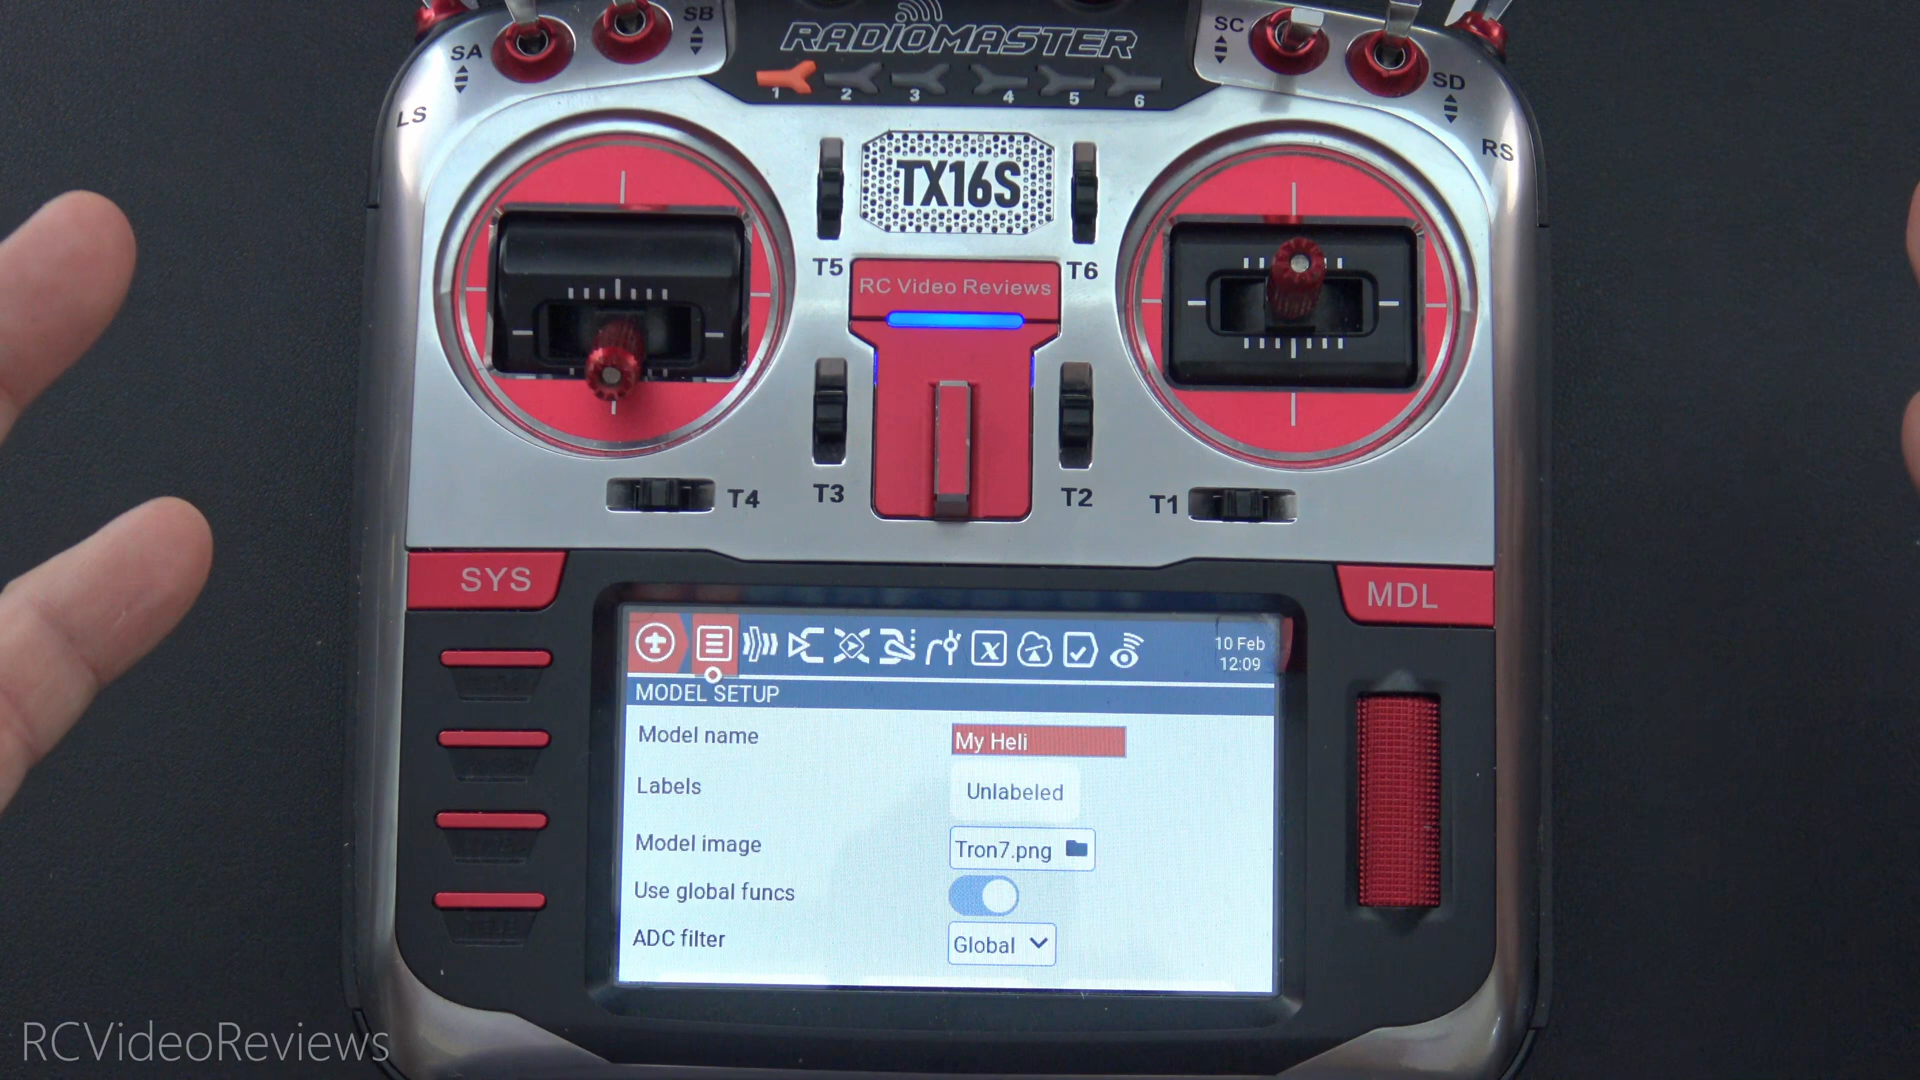 RADIOMASTER
SA
SB
SC
SD
LS
RS
1 2 3 4 5 6
TX16S
T5
T6
RC Video Reviews
T4
T3
T2
T1
SYS
MDL
10 Feb
12:09
MODEL SETUP
Model name
My Heli
Labels
Unlabeled
Model image
Tron7.png
Use global funcs
ADC filter
Global
RCVideoReviews